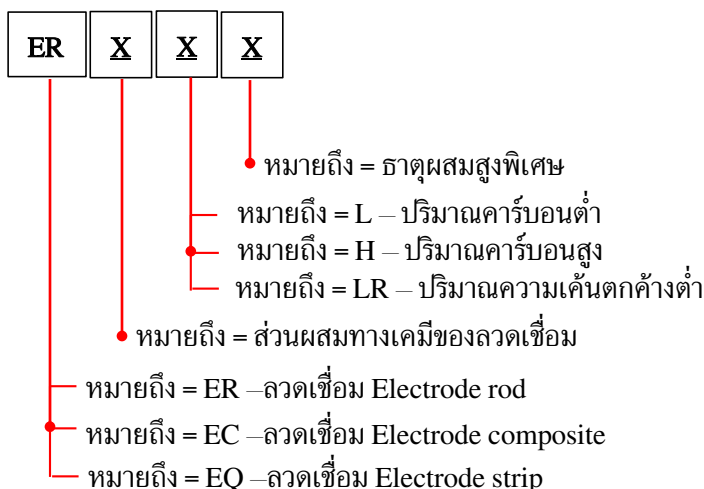 ER X X X
หมายถึง = ธาตุผสมสูงพิเศษ
หมายถึง = L – ปริมาณคาร์บอนต่ำ
หมายถึง = H – ปริมาณคาร์บอนสูง
หมายถึง = LR – ปริมาณความเค้นตกค้างต่ำ
หมายถึง = ส่วนผสมทางเคมีของลวดเชื่อม
หมายถึง = ER –ลวดเชื่อม Electrode rod
หมายถึง = EC –ลวดเชื่อม Electrode composite
หมายถึง = EQ –ลวดเชื่อม Electrode strip